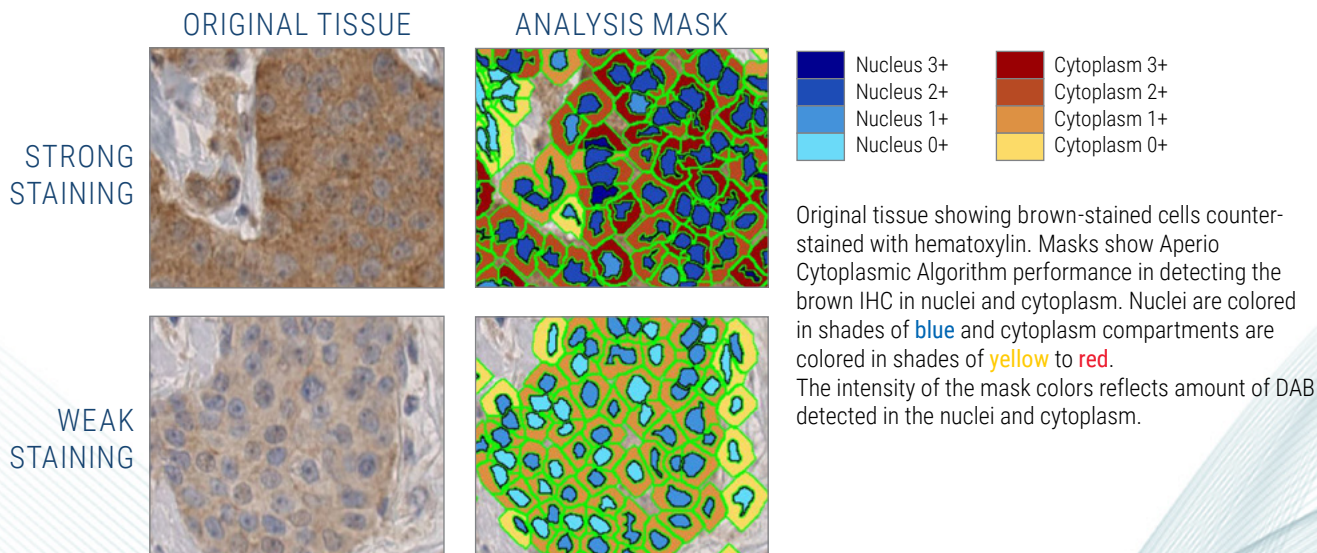 ORIGINAL TISSUE
ANALYSIS MASK
STRONG
STAINING
WEAK
STAINING
Nucleus 3+
Nucleus 2+
Nucleus 1+
Nucleus 0+
Cytoplasm 3+
Cytoplasm 2+
Cytoplasm 1+
Cytoplasm 0+
Original tissue showing brown-stained cells counter-
stained with hematoxylin. Masks show Aperio
Cytoplasmic Algorithm performance in detecting the
brown IHC in nuclei and cytoplasm. Nuclei are colored
in shades of blue and cytoplasm compartments are
colored in shades of yellow to red.
The intensity of the mask colors reflects amount of DAB
detected in the nuclei and cytoplasm.